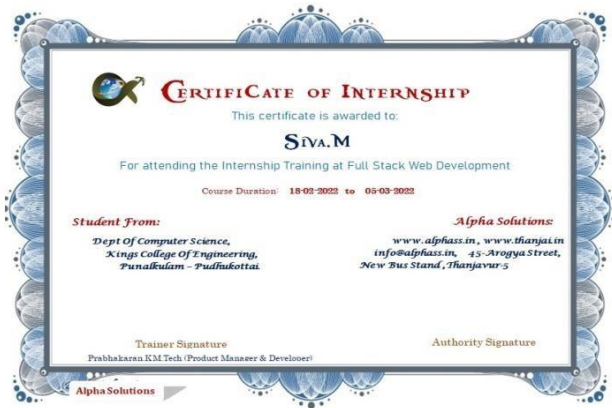 Certificate of Internship
This certificate is awarded to:
Siva.M
For attending the Internship Training at Full Stack Web Development
Course Duration: 18-02-2022 to 05-03-2022
Student From:
Dept Of Computer Science,
Kings College Of Engineering,
Punalkulam – Pudhukottai
Alpha Solutions:
www.alphass.in , www.thanjai.in
info@alphass.in, 45-Arogya Street,
New Bus Stand , Thanjavur-5
Trainer Signature
Prabhakaran.KM.Tech (Product Manager & Developer)
Authority Signature
Alpha Solutions